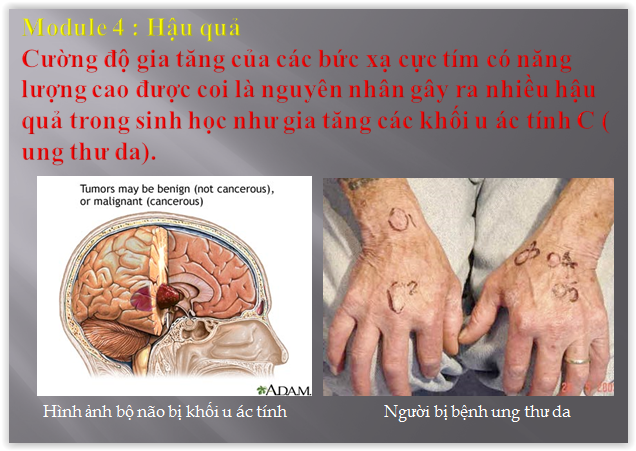 Module 4 : Hậu quả
Cường độ gia tăng của các bức xạ cực tím có năng
lượng cao được coi là nguyên nhân gây ra nhiều hậu
quả trong sinh học như gia tăng các khối u ác tính C (
ung thư da).
Tumors may be benign (not cancerous),
or malignant (cancerous)
ADAM.
Hình ảnh bộ não bị khối u ác tính
Người bị bệnh ung thư da